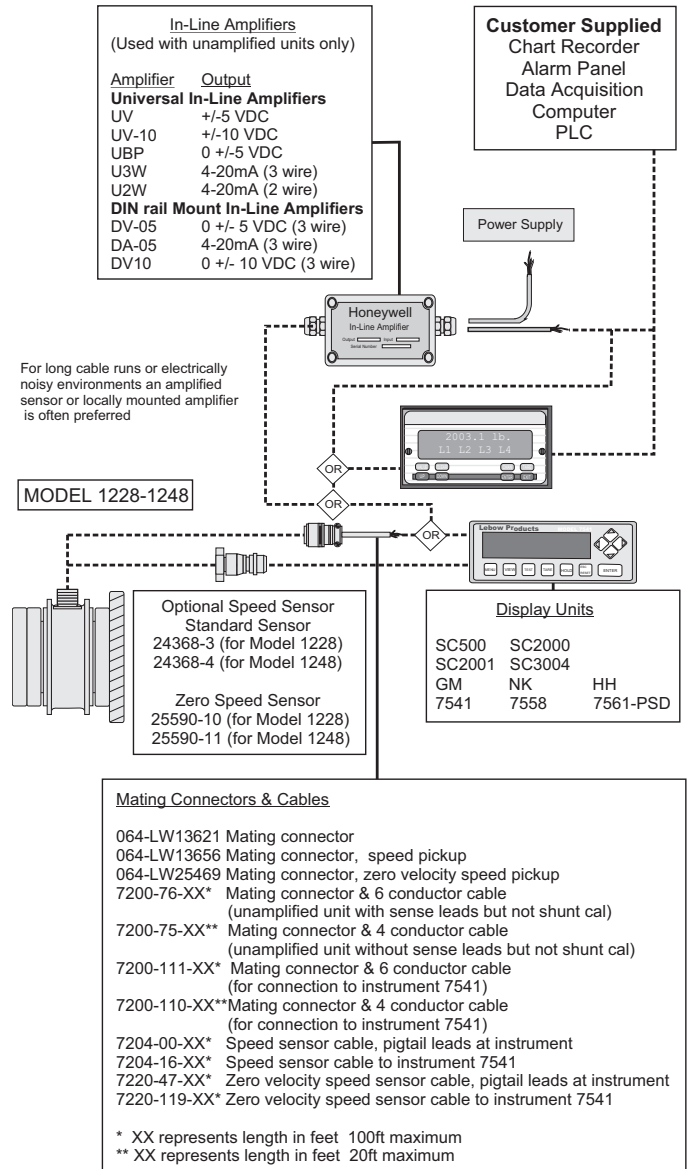 In-Line Amplifiers
(Used with unamplified units only)
Amplifier Output
Universal In-Line Amplifiers
UV +/-5 VDC
UV-10 +/-10 VDC
UBP 0 +/-5 VDC
U3W 4-20mA (3 wire)
U2W 4-20mA (2 wire)
DIN rail Mount In-Line Amplifiers
DV-05 0 +/- 5 VDC (3 wire)
DA-05 4-20mA (3 wire)
DV10 0 +/- 10 VDC (3 wire)
Customer Supplied
Chart Recorder
Alarm Panel
Data Acquisition
Computer
PLC
Power Supply
Honeywell
In-Line Amplifier
Output Input
Serial Number
For long cable runs or electrically
noisy environments an amplified
sensor or locally mounted amplifier
is often preferred
2003.1 lb.
L1 L2 L3 L4
OR
OR
OR
MODEL 1228-1248
Lebow Products
MENU VIEW TEST TARE HOLD ENTER
Optional Speed Sensor
Standard Sensor
24368-3 (for Model 1228)
24368-4 (for Model 1248)
Zero Speed Sensor
25590-10 (for Model 1228)
25590-11 (for Model 1248)
Display Units
SC500 SC2000
SC2001 SC3004
GM NK HH
7541 7558 7561-PSD
Mating Connectors & Cables
064-LW13621 Mating connector
064-LW13656 Mating connector, speed pickup
064-LW25469 Mating connector, zero velocity speed pickup
7200-76-XX* Mating connector & 6 conductor cable
(unamplified unit with sense leads but not shunt cal)
7200-75-XX** Mating connector & 4 conductor cable
(unamplified unit without sense leads but not shunt cal)
7200-111-XX* Mating connector & 6 conductor cable
(for connection to instrument 7541)
7200-110-XX**Mating connector & 4 conductor cable
(for connection to instrument 7541)
7204-00-XX* Speed sensor cable, pigtail leads at instrument
7204-16-XX* Speed sensor cable to instrument 7541
7220-47-XX* Zero velocity speed sensor cable, pigtail leads at instrument
7220-119-XX* Zero velocity speed sensor cable to instrument 7541
* XX represents length in feet 100ft maximum
** XX represents length in feet 20ft maximum